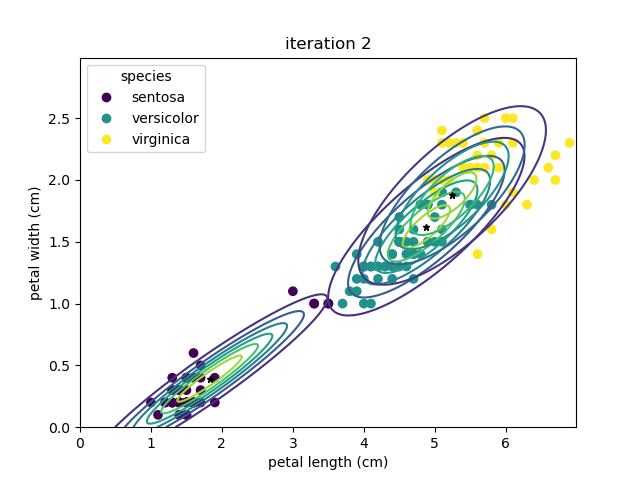 iteration 2
species
sentosa
versicolor
virginica
petal width (cm)
2.5
2.0
1.5
1.0
0.5
0.0
0 1 2 3 4 5 6
petal length (cm)